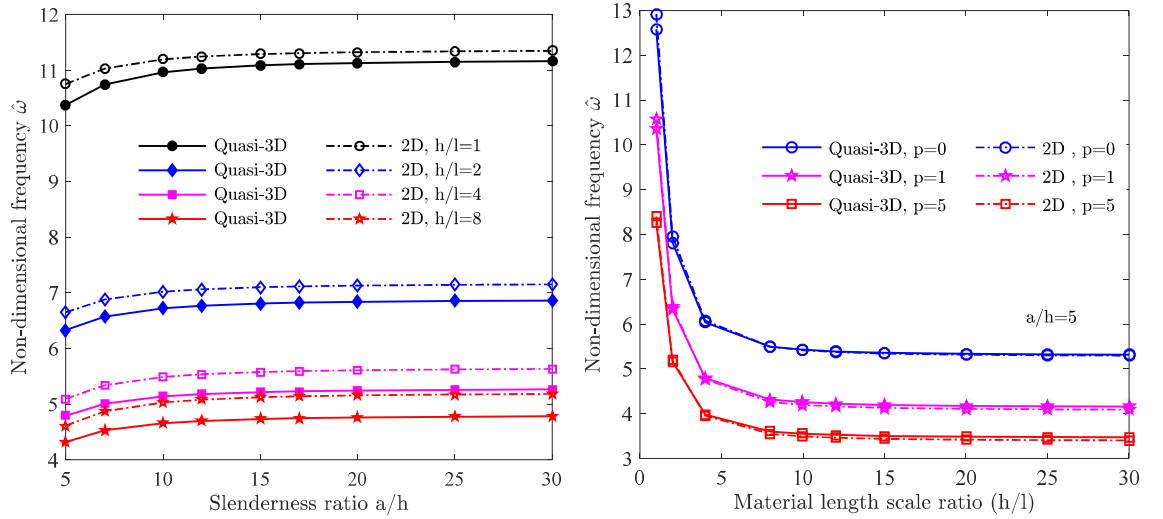 12
11
10
9
8
7
6
5
4
Non-dimensional frequency ω̂
Quasi-3D 2D, h/l=1
Quasi-3D 2D, h/l=2
Quasi-3D 2D, h/l=4
Quasi-3D 2D, h/l=8
5 10 15 20 25 30
Slenderness ratio a/h
13
12
11
10
9
8
7
6
5
4
3
Non-dimensional frequency ω̂
Quasi-3D, p=0 2D , p=0
Quasi-3D, p=1 2D , p=1
Quasi-3D, p=5 2D , p=5
a/h=5
0 5 10 15 20 25 30
Material length scale ratio (h/l)